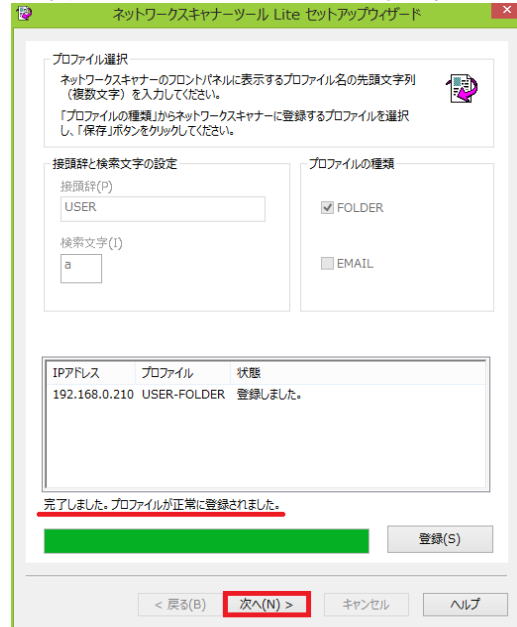 ネットワークスキャナーツール Lite セットアップウィザード
プロファイル選択
ネットワークスキャナーのフロントパネルに表示するプロファイル名の先頭文字列
（複数文字）を入力してください。
「プロファイルの種類」からネットワークスキャナーに登録するプロファイルを選択
し、「保存」ボタンをクリックしてください。
接頭辞と検索文字の設定
接頭辞(P)
USER
検索文字(I)
a
プロファイルの種類
FOLDER
EMAIL
IPアドレス プロファイル 状態
192.168.0.210 USER-FOLDER 登録しました。
完了しました。プロファイルが正常に登録されました。
登録(S)
< 戻る(B) 次へ(N) > キャンセル ヘルプ